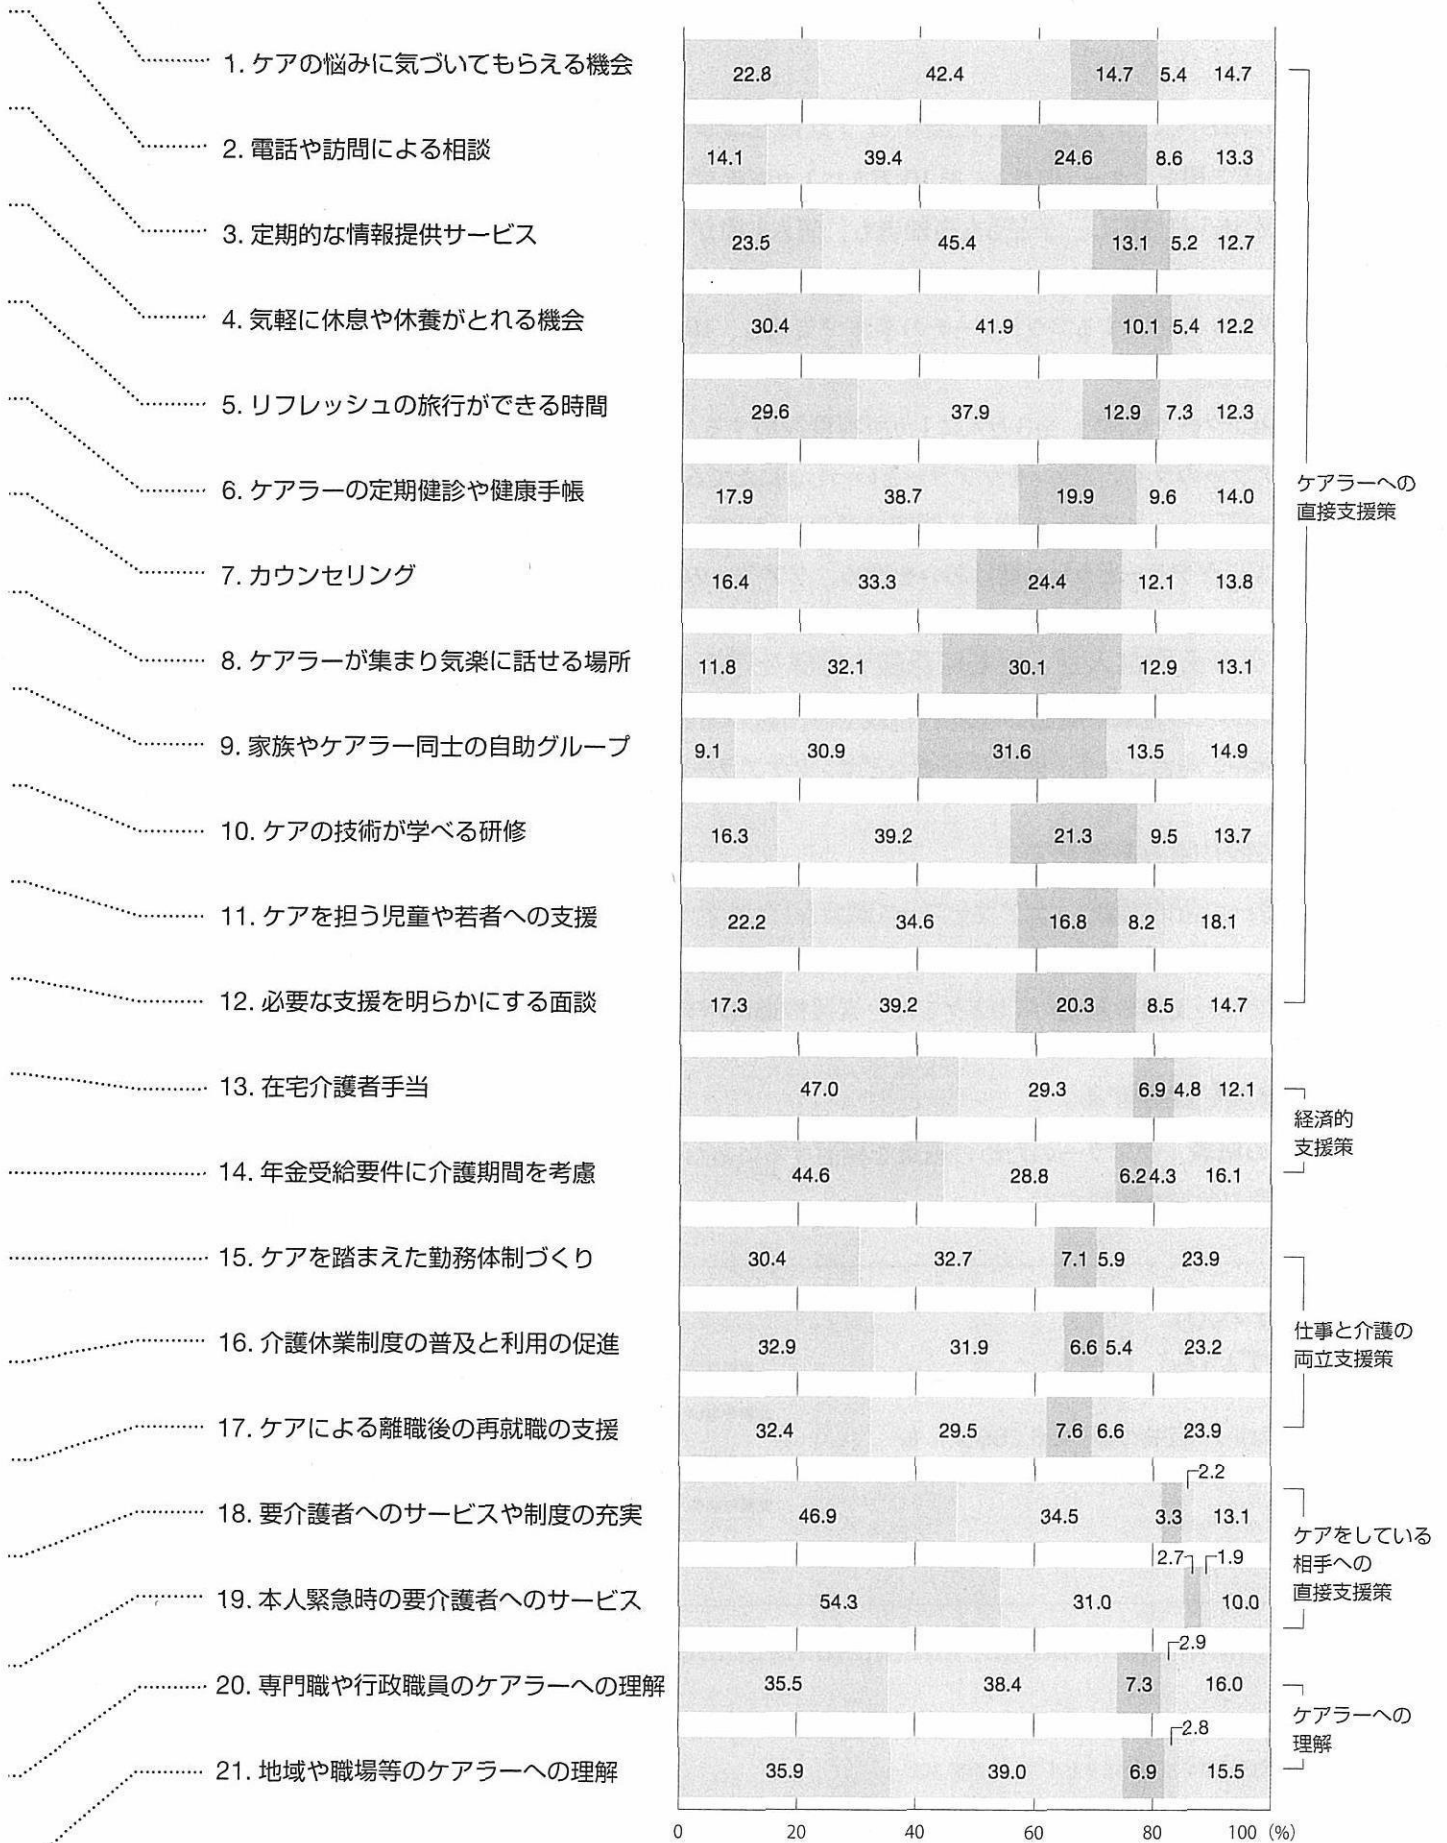 1. ケアの悩みに気づいてもらえる機会
22.8 42.4 14.7 5.4 14.7
2. 電話や訪問による相談
14.1 39.4 24.6 8.6 13.3
3. 定期的な情報提供サービス
23.5 45.4 13.1 5.2 12.7
4. 気軽に休息や休養がとれる機会
30.4 41.9 10.1 5.4 12.2
5. リフレッシュの旅行ができる時間
29.6 37.9 12.9 7.3 12.3
6. ケアラーの定期健診や健康手帳
17.9 38.7 19.9 9.6 14.0
ケアラーへの
直接支援策
7. カウンセリング
16.4 33.3 24.4 12.1 13.8
8. ケアラーが集まり気楽に話せる場所
11.8 32.1 30.1 12.9 13.1
9. 家族やケアラー同士の自助グループ
9.1 30.9 31.6 13.5 14.9
10. ケアの技術が学べる研修
16.3 39.2 21.3 9.5 13.7
11. ケアを担う児童や若者への支援
22.2 34.6 16.8 8.2 18.1
12. 必要な支援を明らかにする面談
17.3 39.2 20.3 8.5 14.7
13. 在宅介護者手当
47.0 29.3 6.9 4.8 12.1
経済的
支援策
14. 年金受給要件に介護期間を考慮
44.6 28.8 6.2 4.3 16.1
15. ケアを踏まえた勤務体制づくり
30.4 32.7 7.1 5.9 23.9
16. 介護休業制度の普及と利用の促進
32.9 31.9 6.6 5.4 23.2
仕事と介護の
両立支援策
17. ケアによる離職後の再就職の支援
32.4 29.5 7.6 6.6 23.9
18. 要介護者へのサービスや制度の充実
46.9 34.5 3.3 2.2 13.1
ケアをしている
相手への
直接支援策
19. 本人緊急時の要介護者へのサービス
54.3 31.0 2.7 1.9 10.0
20. 専門職や行政職員のケアラーへの理解
35.5 38.4 7.3 2.9 16.0
ケアラーへの
理解
21. 地域や職場等のケアラーへの理解
35.9 39.0 6.9 2.8 15.5
0 20 40 60 80 100 (%)